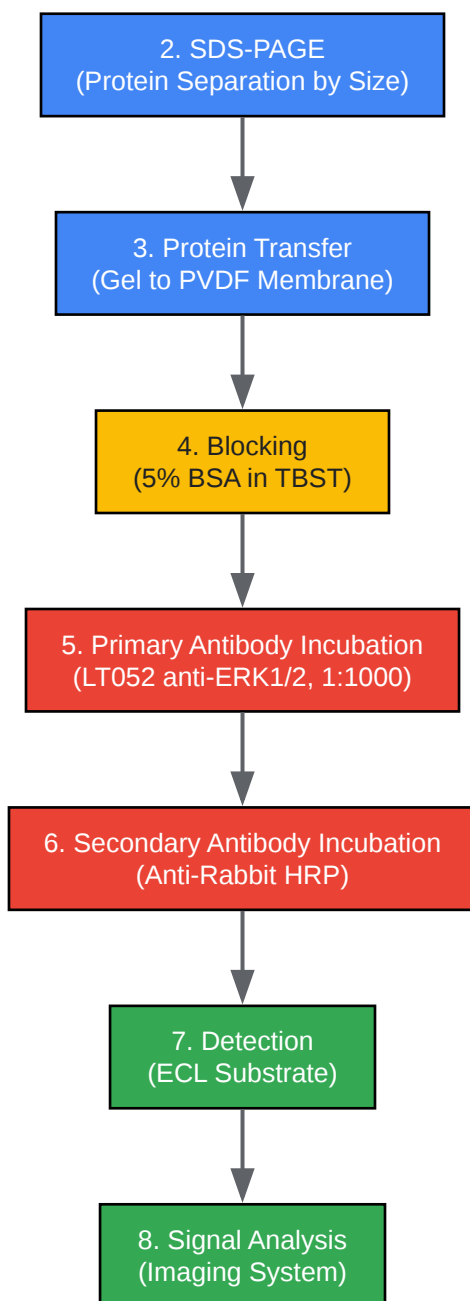 2. SDS-PAGE
(Protein Separation by Size)
3. Protein Transfer
(Gel to PVDF Membrane)
4. Blocking
(5% BSA in TBST)
5. Primary Antibody Incubation
(LT052 anti-ERK1/2, 1:1000)
6. Secondary Antibody Incubation
(Anti-Rabbit HRP)
7. Detection
(ECL Substrate)
8. Signal Analysis
(Imaging System)